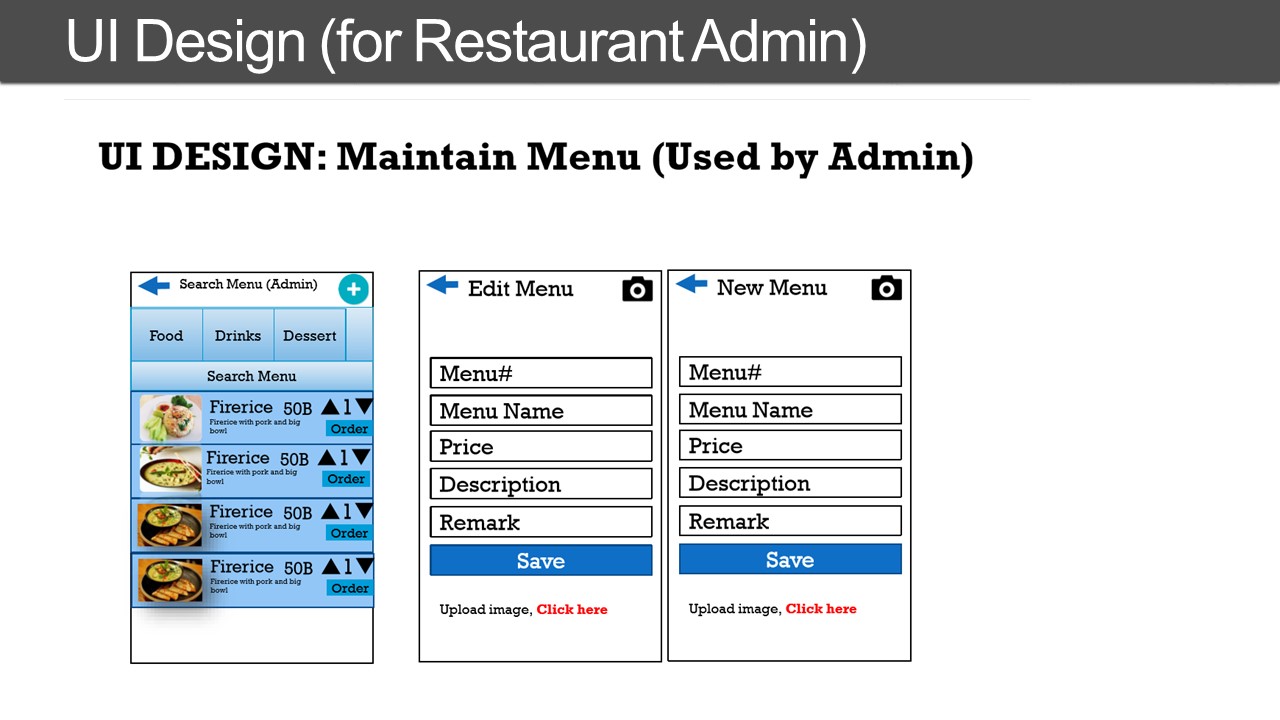 UI Design (for Restaurant Admin)
UI DESIGN: Maintain Menu (Used by Admin)
Search Menu (Admin)
Food Drinks Dessert
Search Menu
Firerice 50B ▲1▼
Firerice with pork and big
bowl
Order
Firerice 50B ▲1▼
Firerice with pork and big
bowl
Order
Firerice 50B ▲1▼
Firerice with pork and big
bowl
Order
Firerice 50B ▲1▼
Firerice with pork and big
bowl
Order
Edit Menu
Menu#
Menu Name
Price
Description
Remark
Save
Upload image, Click here
New Menu
Menu#
Menu Name
Price
Description
Remark
Save
Upload image, Click here